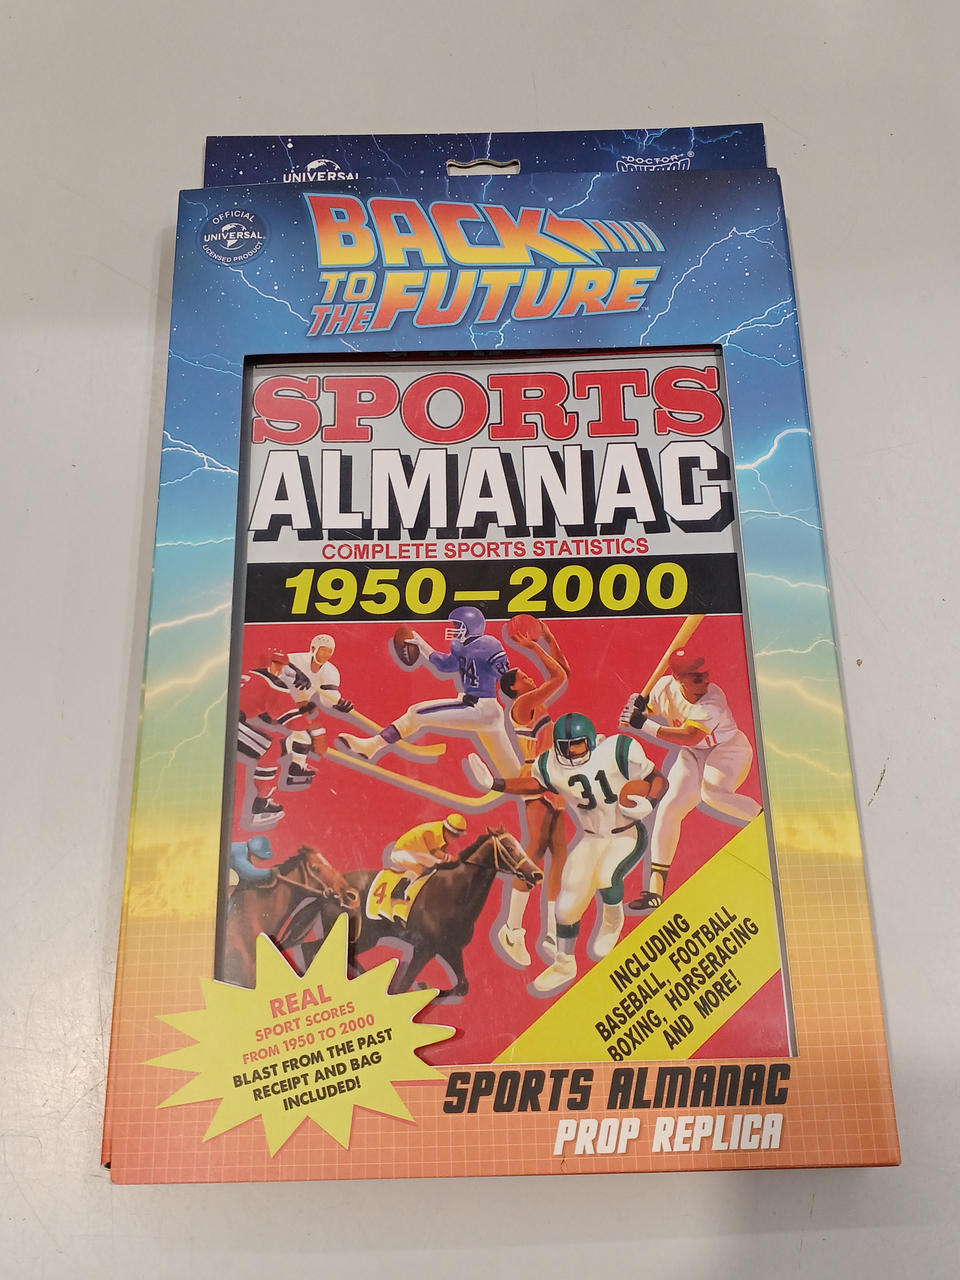 UNIVERSAL
DOCTOR
OFFICIAL
UNIVERSAL
LICENSED PRODUCT
BACK
TO
THE FUTURE
SPORTS
ALMANAC
COMPLETE SPORTS STATISTICS
1950—2000
84
31
4
INCLUDING
BASEBALL, FOOTBALL
BOXING, HORSERACING
AND MORE!
REAL
SPORT SCORES
FROM 1950 TO 2000
BLAST FROM THE PAST
RECEIPT AND BAG
INCLUDED!
SPORTS ALMANAC
PROP REPLICA